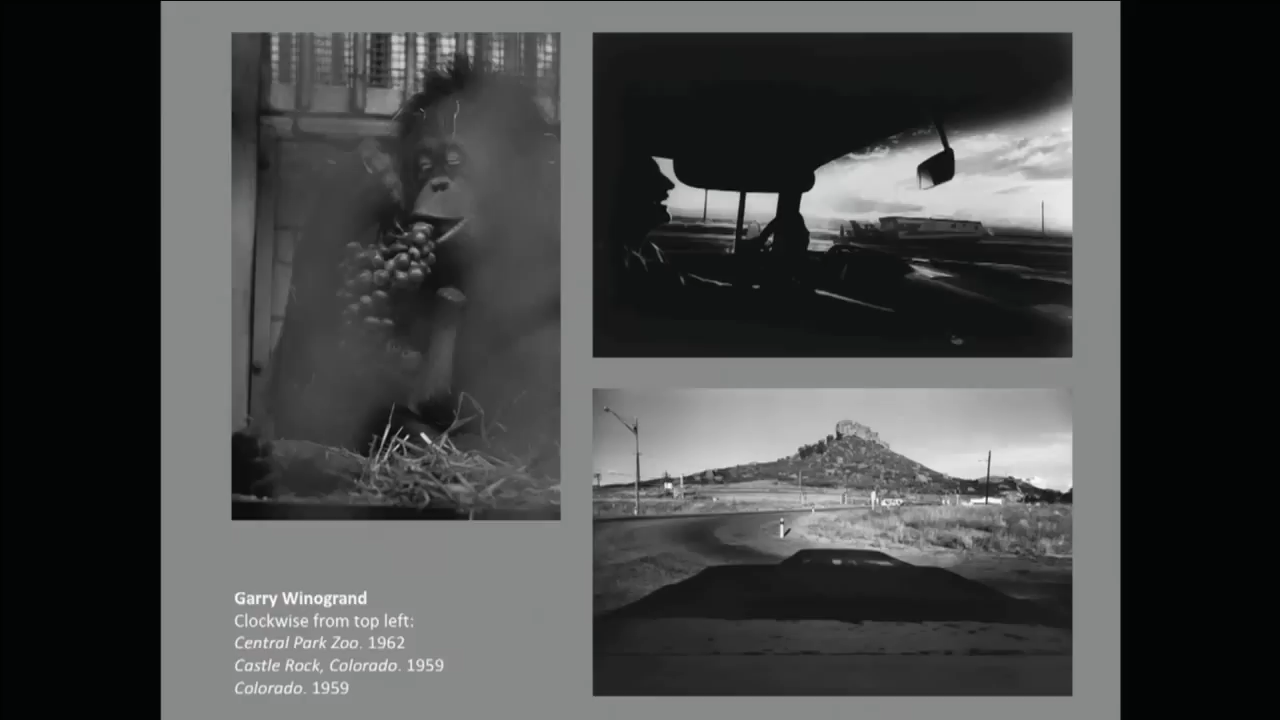 Garry Winogrand
Clockwise from top left:
Central Park Zoo. 1962
Castle Rock, Colorado. 1959
Colorado. 1959